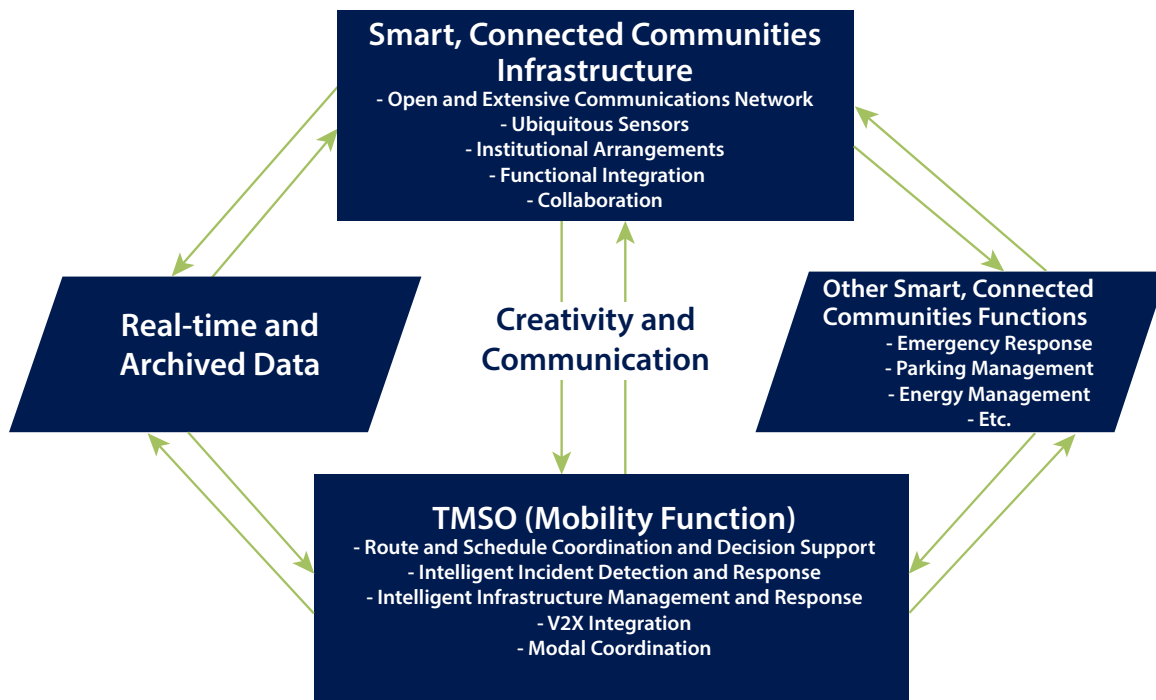 Smart, Connected Communities
Infrastructure
- Open and Extensive Communications Network
- Ubiquitous Sensors
- Institutional Arrangements
- Functional Integration
- Collaboration
Real-time and
Archived Data
Creativity and
Communication
Other Smart, Connected
Communities Functions
- Emergency Response
- Parking Management
- Energy Management
- Etc.
TMSO (Mobility Function)
- Route and Schedule Coordination and Decision Support
- Intelligent Incident Detection and Response
- Intelligent Infrastructure Management and Response
- V2X Integration
- Modal Coordination